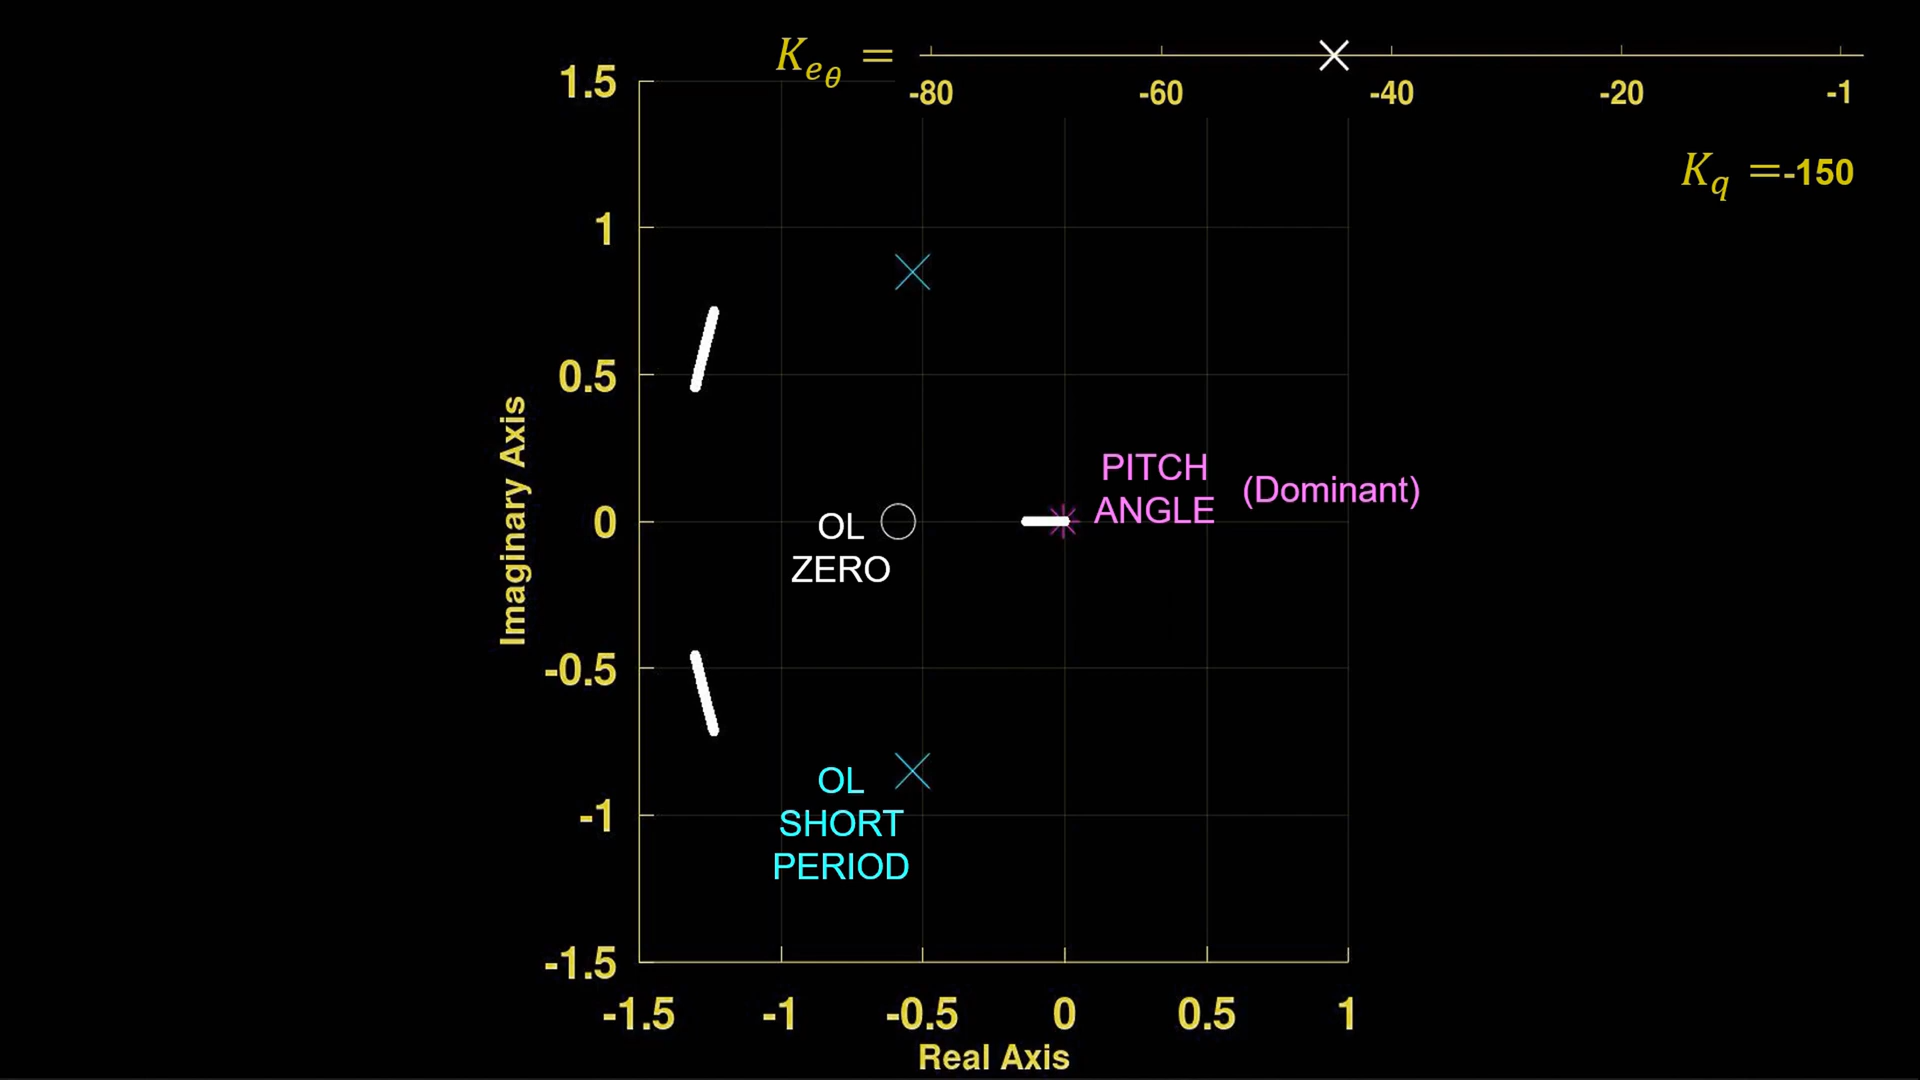 K_{e_θ} =
-80 -60 -40 -20 -1
K_q =-150
1.5
1
0.5
0
-0.5
-1
-1.5
Imaginary Axis
PITCH
ANGLE
(Dominant)
OL
ZERO
OL
SHORT
PERIOD
-1.5 -1 -0.5 0 0.5 1
Real Axis